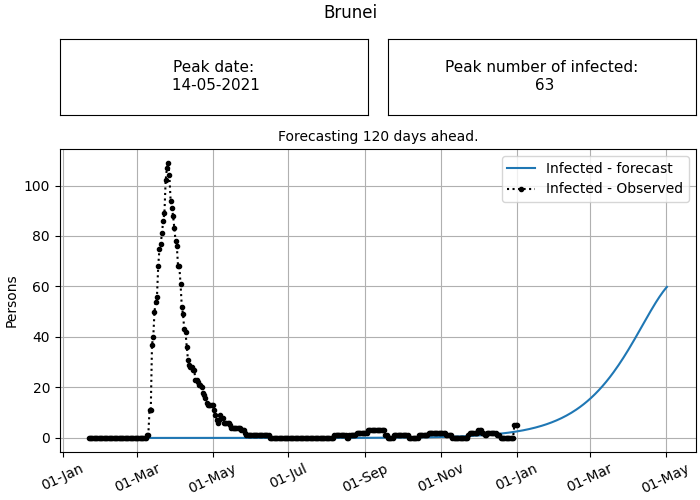 Brunei
Peak date:
14-05-2021
Peak number of infected:
63
Forecasting 120 days ahead.
Infected - forecast
Infected - Observed
Persons
100
80
60
40
20
0
01-Jan
01-Mar
01-May
01-Jul
01-Sep
01-Nov
01-Jan
01-Mar
01-May